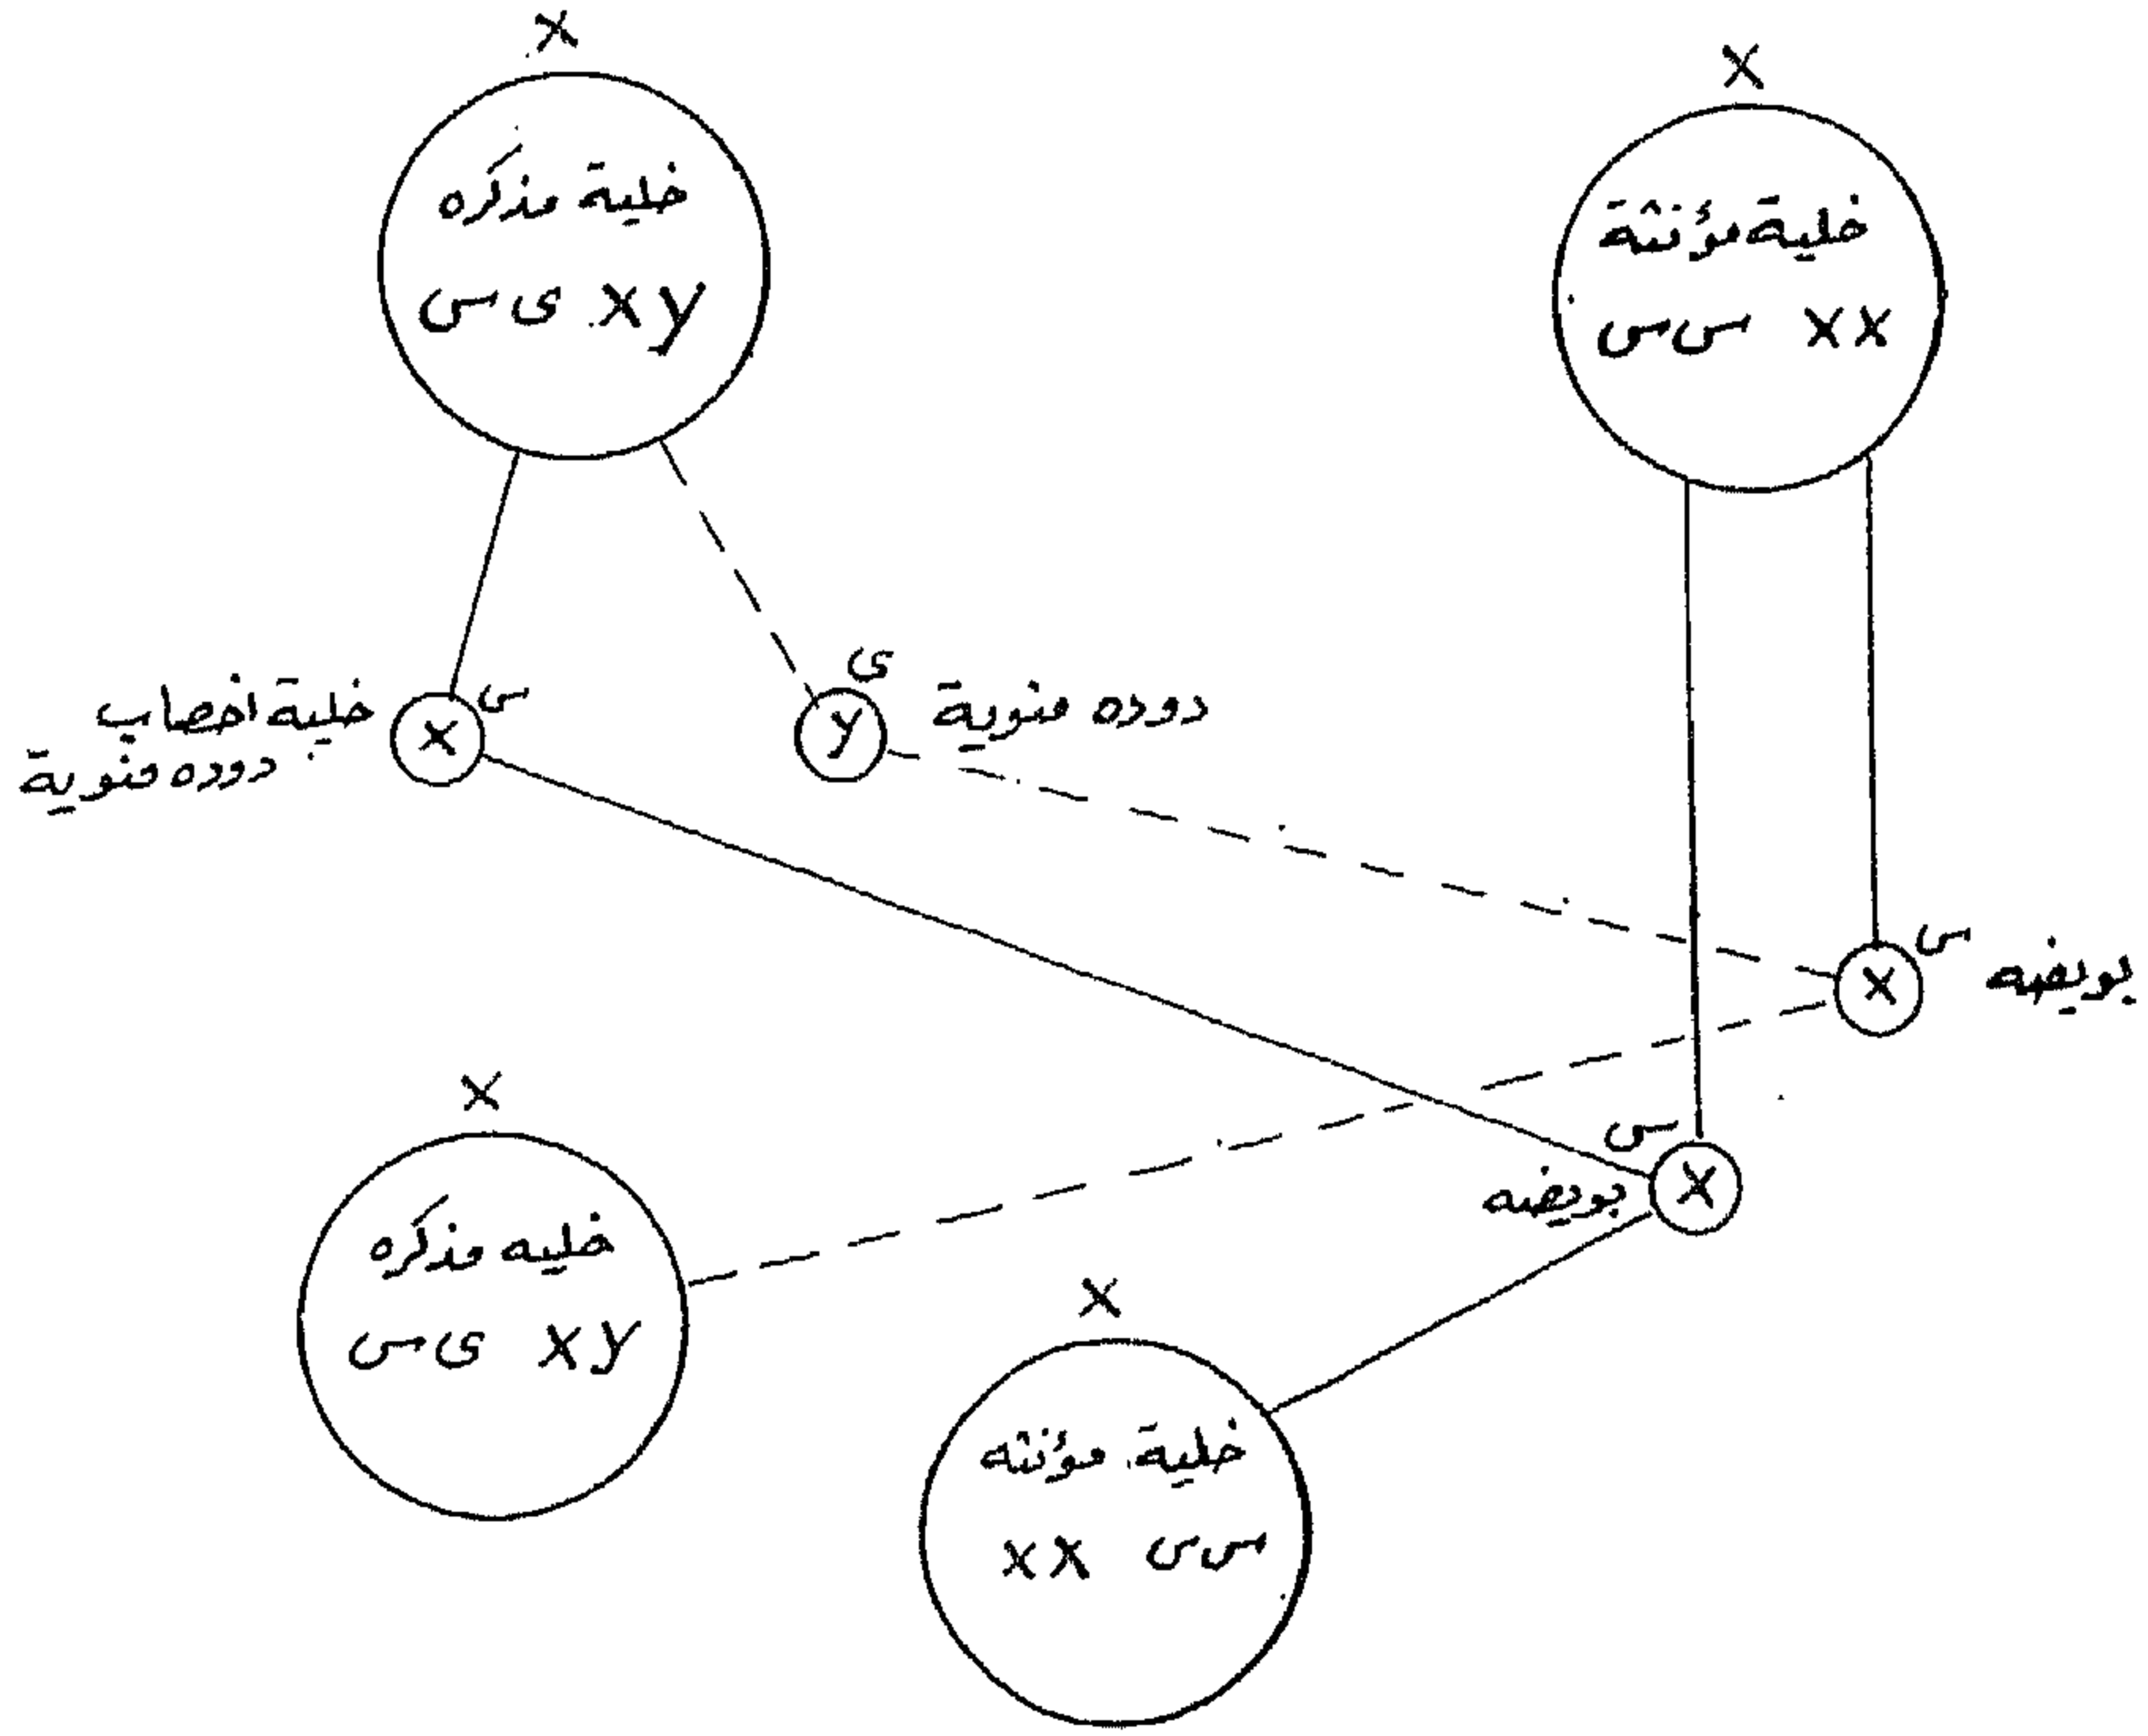 X
خلية مذكره
ى س xy
X
خلية مؤنثة
س س xx
خلية اخصاب
دوده منوية
س
x
ى
y
دوده منوية
س
x
بويضه
س
x
بويضه
X
خليه مذكره
ى س xy
X
خلية مؤنثه
xx س س